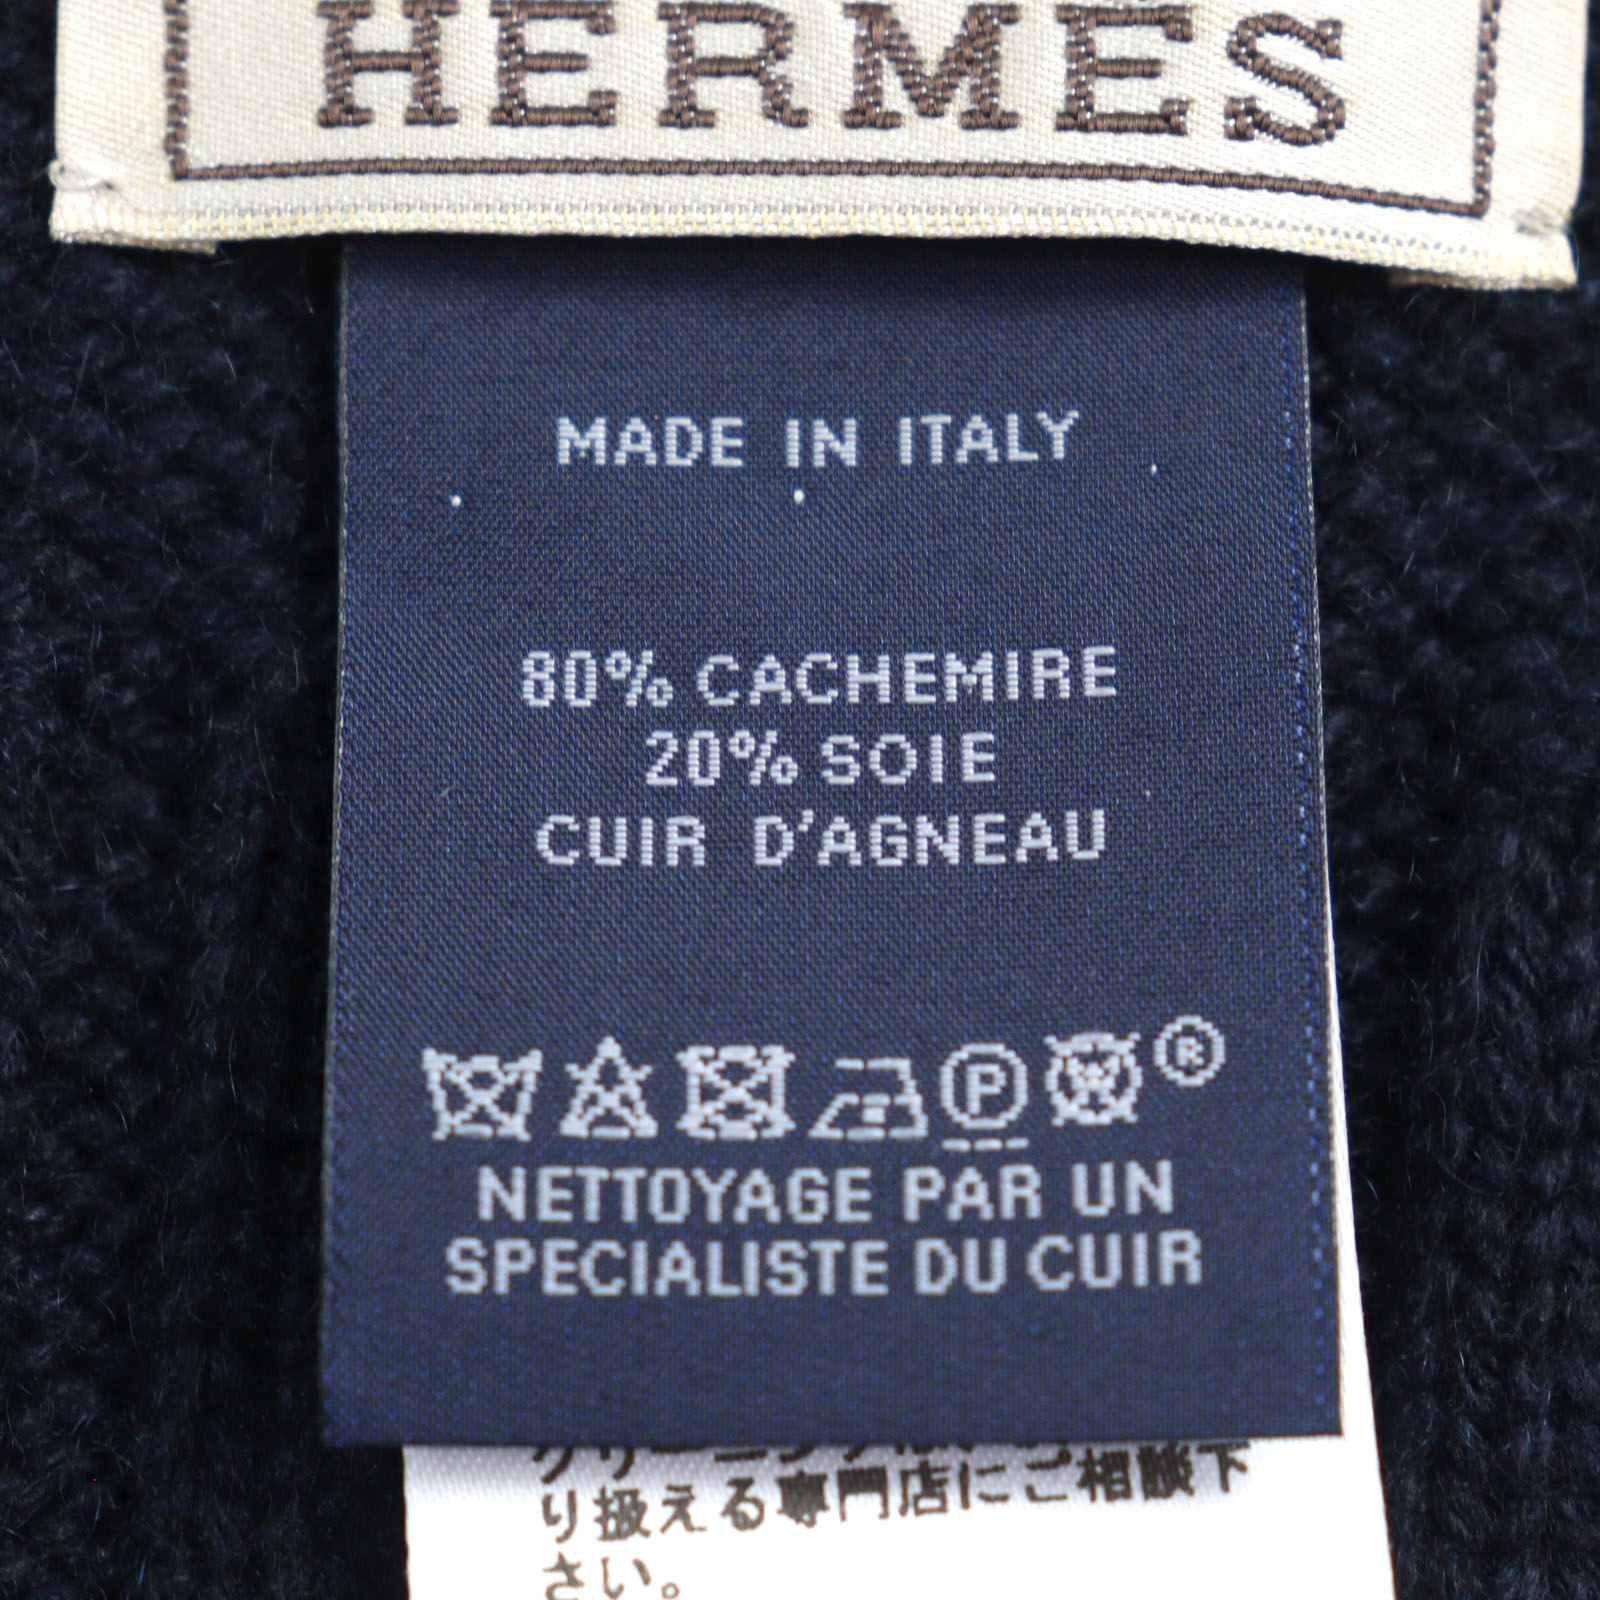 HERMES
MADE IN ITALY
80% CACHEMIRE
20% SOIE
CUIR D'AGNEAU
P W ®
NETTOYAGE PAR UN
SPECIALISTE DU CUIR
り扱える専門店にご相談下
さい。